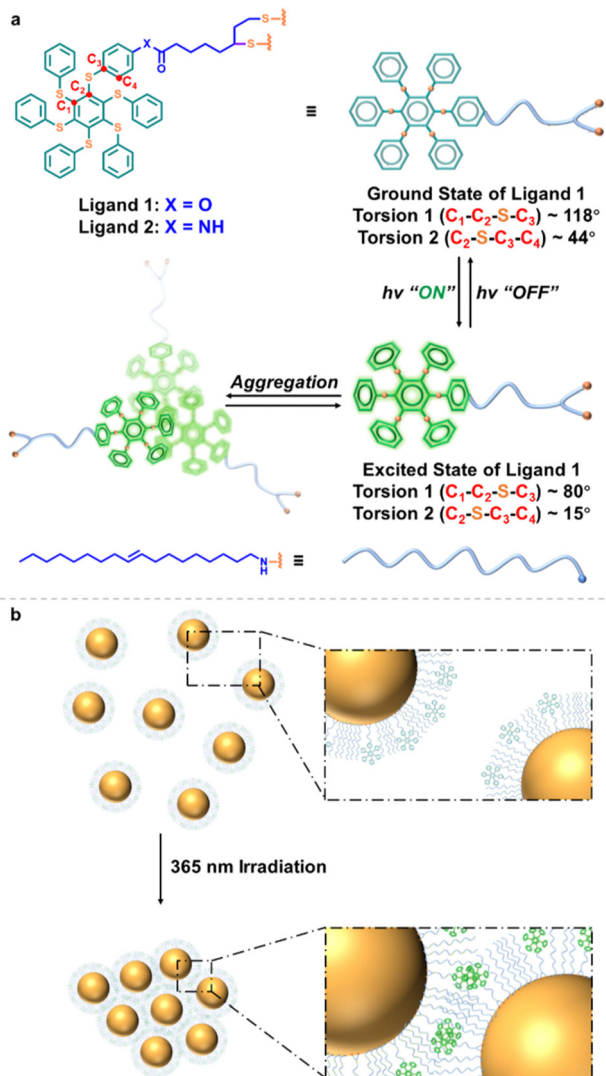 a
S
S
X
O
C3
C4
S
C2
C1
S
S
S
S
S
≡
Ligand 1: X = O
Ligand 2: X = NH
Ground State of Ligand 1
Torsion 1 (C₁-C₂-S-C₃) ~ 118°
Torsion 2 (C₂-S-C₃-C₄) ~ 44°
hv “ON” hv “OFF”
Aggregation
Excited State of Ligand 1
Torsion 1 (C₁-C₂-S-C₃) ~ 80°
Torsion 2 (C₂-S-C₃-C₄) ~ 15°
N
H
≡
b
365 nm Irradiation